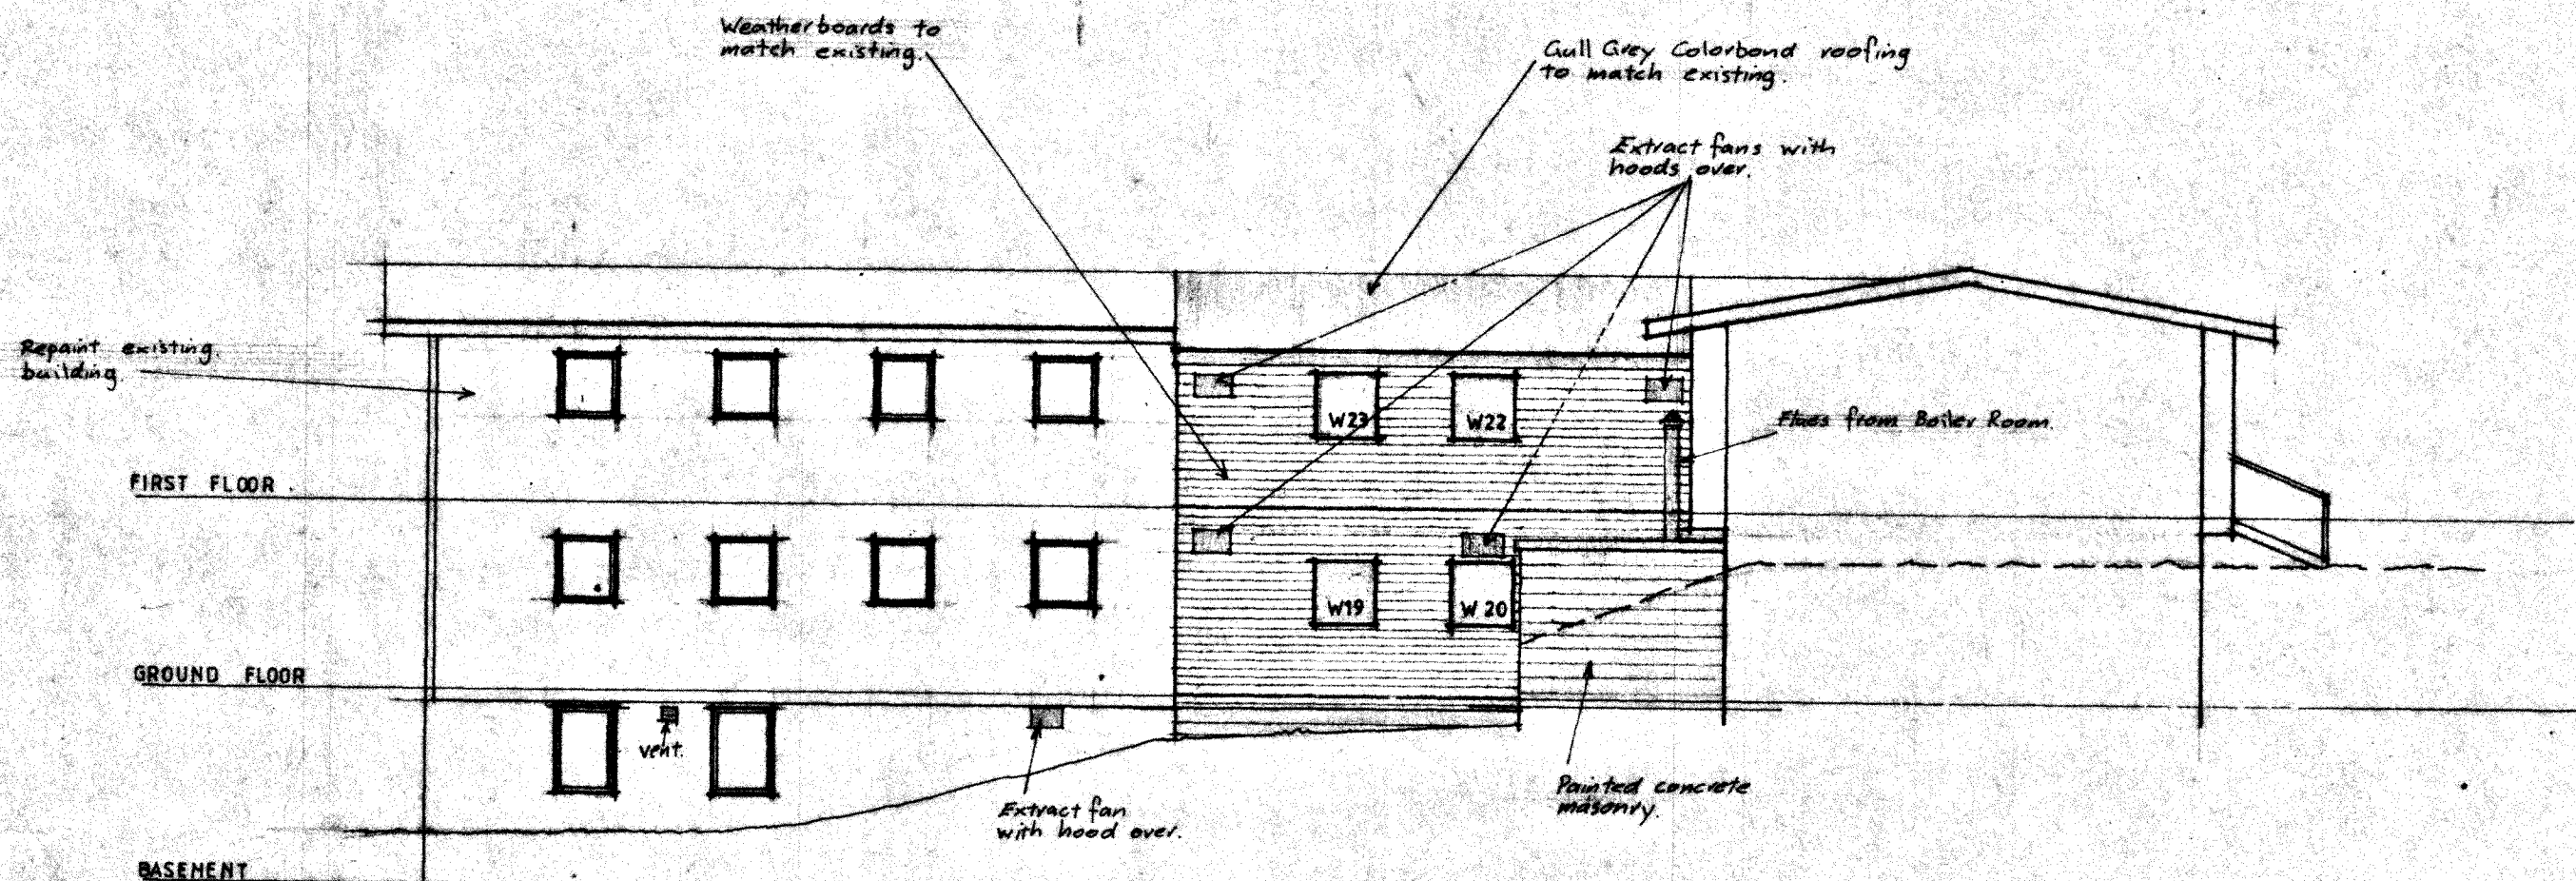 Weatherboards to
match existing.
Gull Grey Colorbond roofing
to match existing.
Extract fans with
hoods over.
Repaint existing
building.
W23
W22
Flues from Boiler Room
FIRST FLOOR
W19
W20
GROUND FLOOR
vent.
Extract fan
with hood over.
Painted concrete
masonry.
BASEMENT